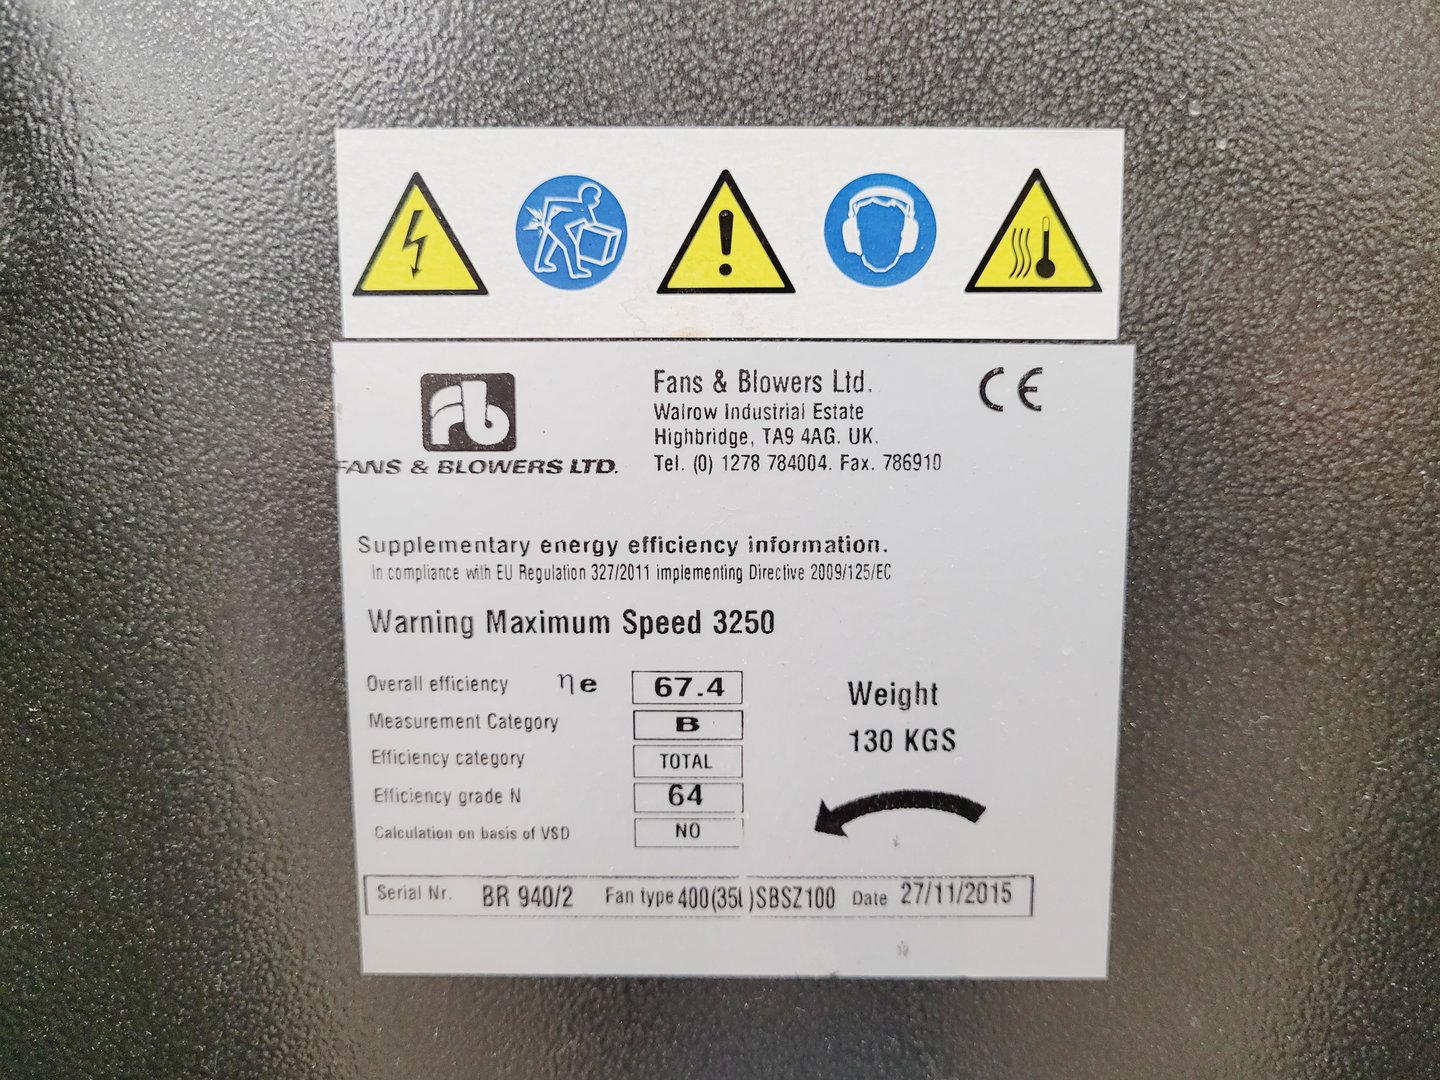 fb
FANS & BLOWERS LTD.
Fans & Blowers Ltd.
Walrow Industrial Estate
Highbridge, TA9 4AG. UK.
Tel. (0) 1278 784004. Fax. 786910
CE
Supplementary energy efficiency information.
In compliance with EU Regulation 327/2011 implementing Directive 2009/125/EC
Warning Maximum Speed 3250
Overall efficiency ηe 67.4
Measurement Category B
Efficiency category TOTAL
Efficiency grade N 64
Calculation on basis of VSD NO
Weight
130 KGS
Serial Nr. BR 940/2 Fan type Date 27/11/2015